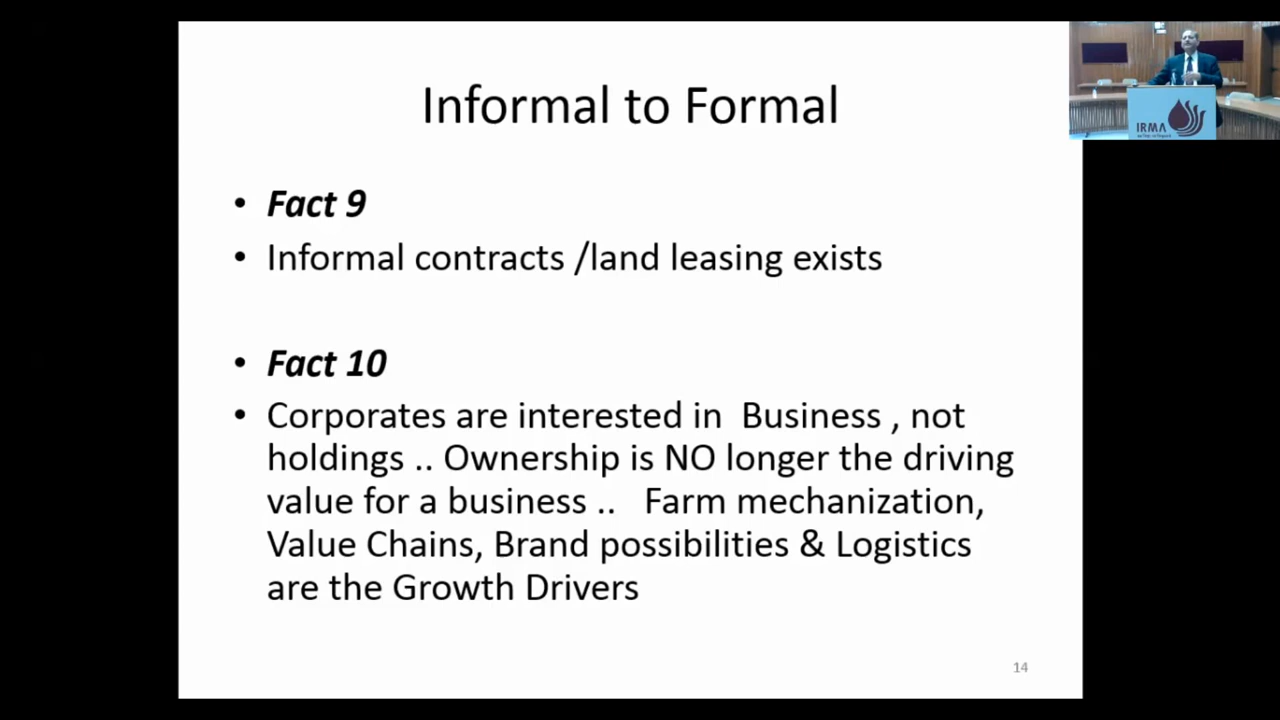 Informal to Formal
IRMA
• Fact 9
• Informal contracts /land leasing exists
• Fact 10
• Corporates are interested in Business , not
holdings .. Ownership is NO longer the driving
value for a business .. Farm mechanization,
Value Chains, Brand possibilities & Logistics
are the Growth Drivers
14